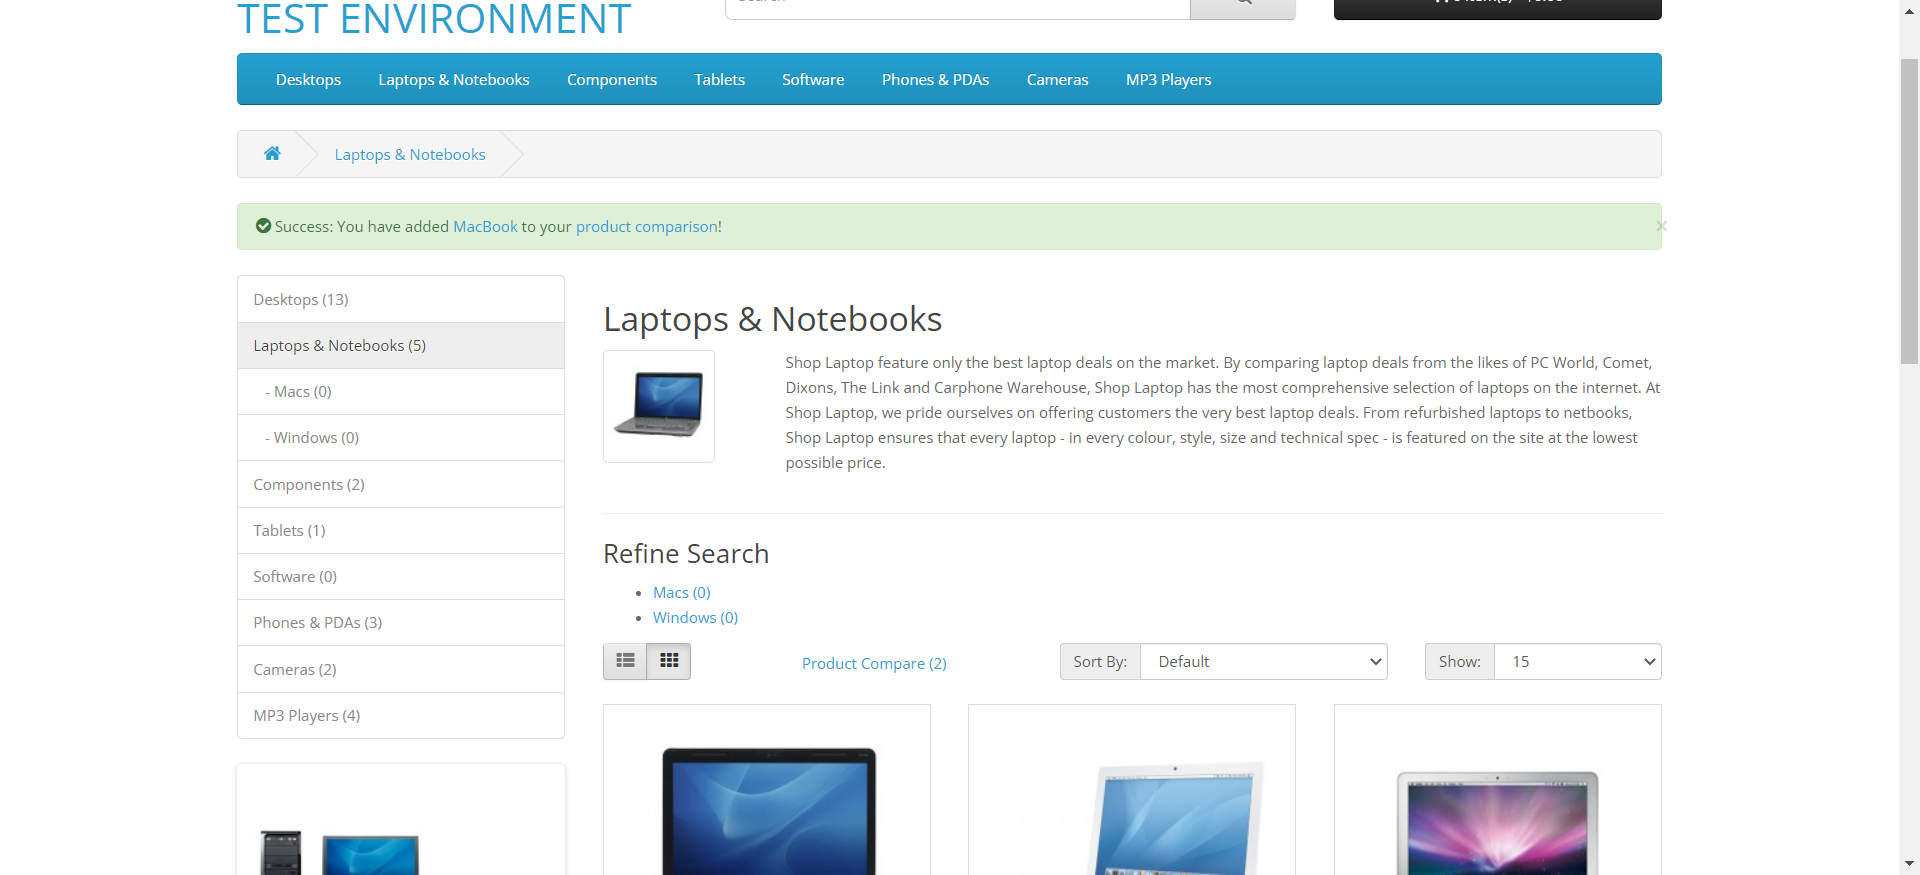 TEST ENVIRONMENT
Desktops Laptops & Notebooks Components Tablets Software Phones & PDAs Cameras MP3 Players
Laptops & Notebooks
Success: You have added MacBook to your product comparison!
×
Desktops (13)
Laptops & Notebooks (5)
- Macs (0)
- Windows (0)
Components (2)
Tablets (1)
Software (0)
Phones & PDAs (3)
Cameras (2)
MP3 Players (4)
Laptops & Notebooks
Shop Laptop feature only the best laptop deals on the market. By comparing laptop deals from the likes of PC World, Comet,
Dixons, The Link and Carphone Warehouse, Shop Laptop has the most comprehensive selection of laptops on the internet. At
Shop Laptop, we pride ourselves on offering customers the very best laptop deals. From refurbished laptops to netbooks,
Shop Laptop ensures that every laptop - in every colour, style, size and technical spec - is featured on the site at the lowest
possible price.
Refine Search
Macs (0)
Windows (0)
Product Compare (2)
Sort By: Default
Show: 15